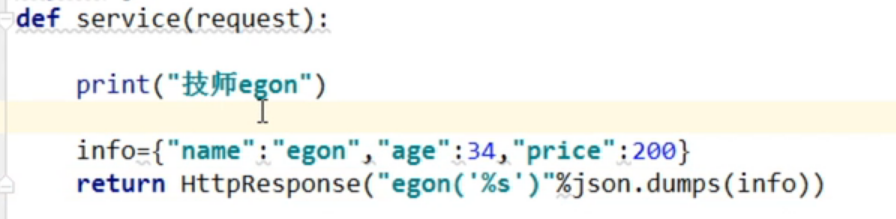 def service(request):
print("技师egon")
info={"name":"egon","age":34,"price":200}
return HttpResponse("egon('%s')"%json.dumps(info))